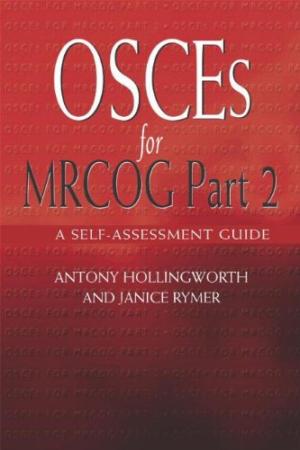 OSCEs
for
MRCOG Part 2
A SELF-ASSESSMENT GUIDE
ANTONY HOLLINGWORTH
AND JANICE RYMER